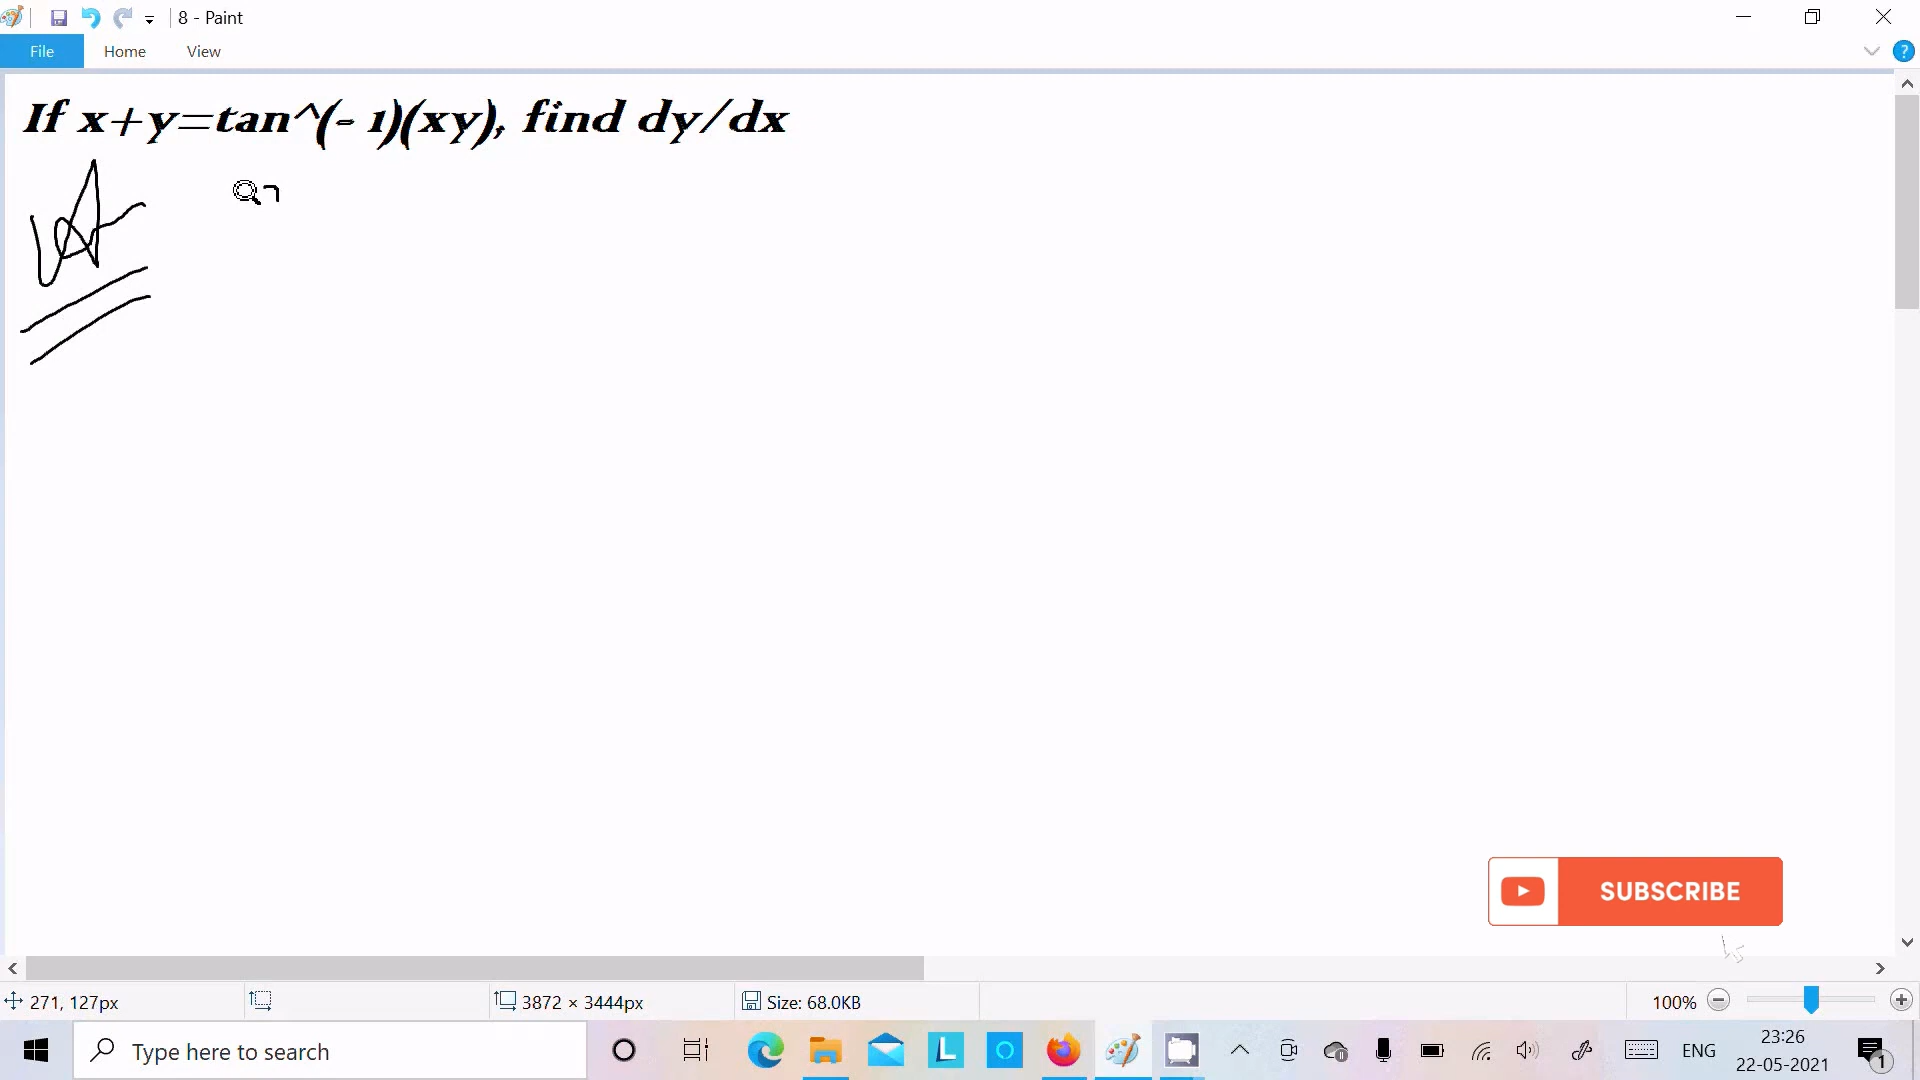 8 - Paint
File Home View
If x+y=tan^(- 1)(xy), find dy/dx
SUBSCRIBE
271, 127px 3872 × 3444px Size: 68.0KB 100%
Type here to search
ENG
23:26
22-05-2021
1